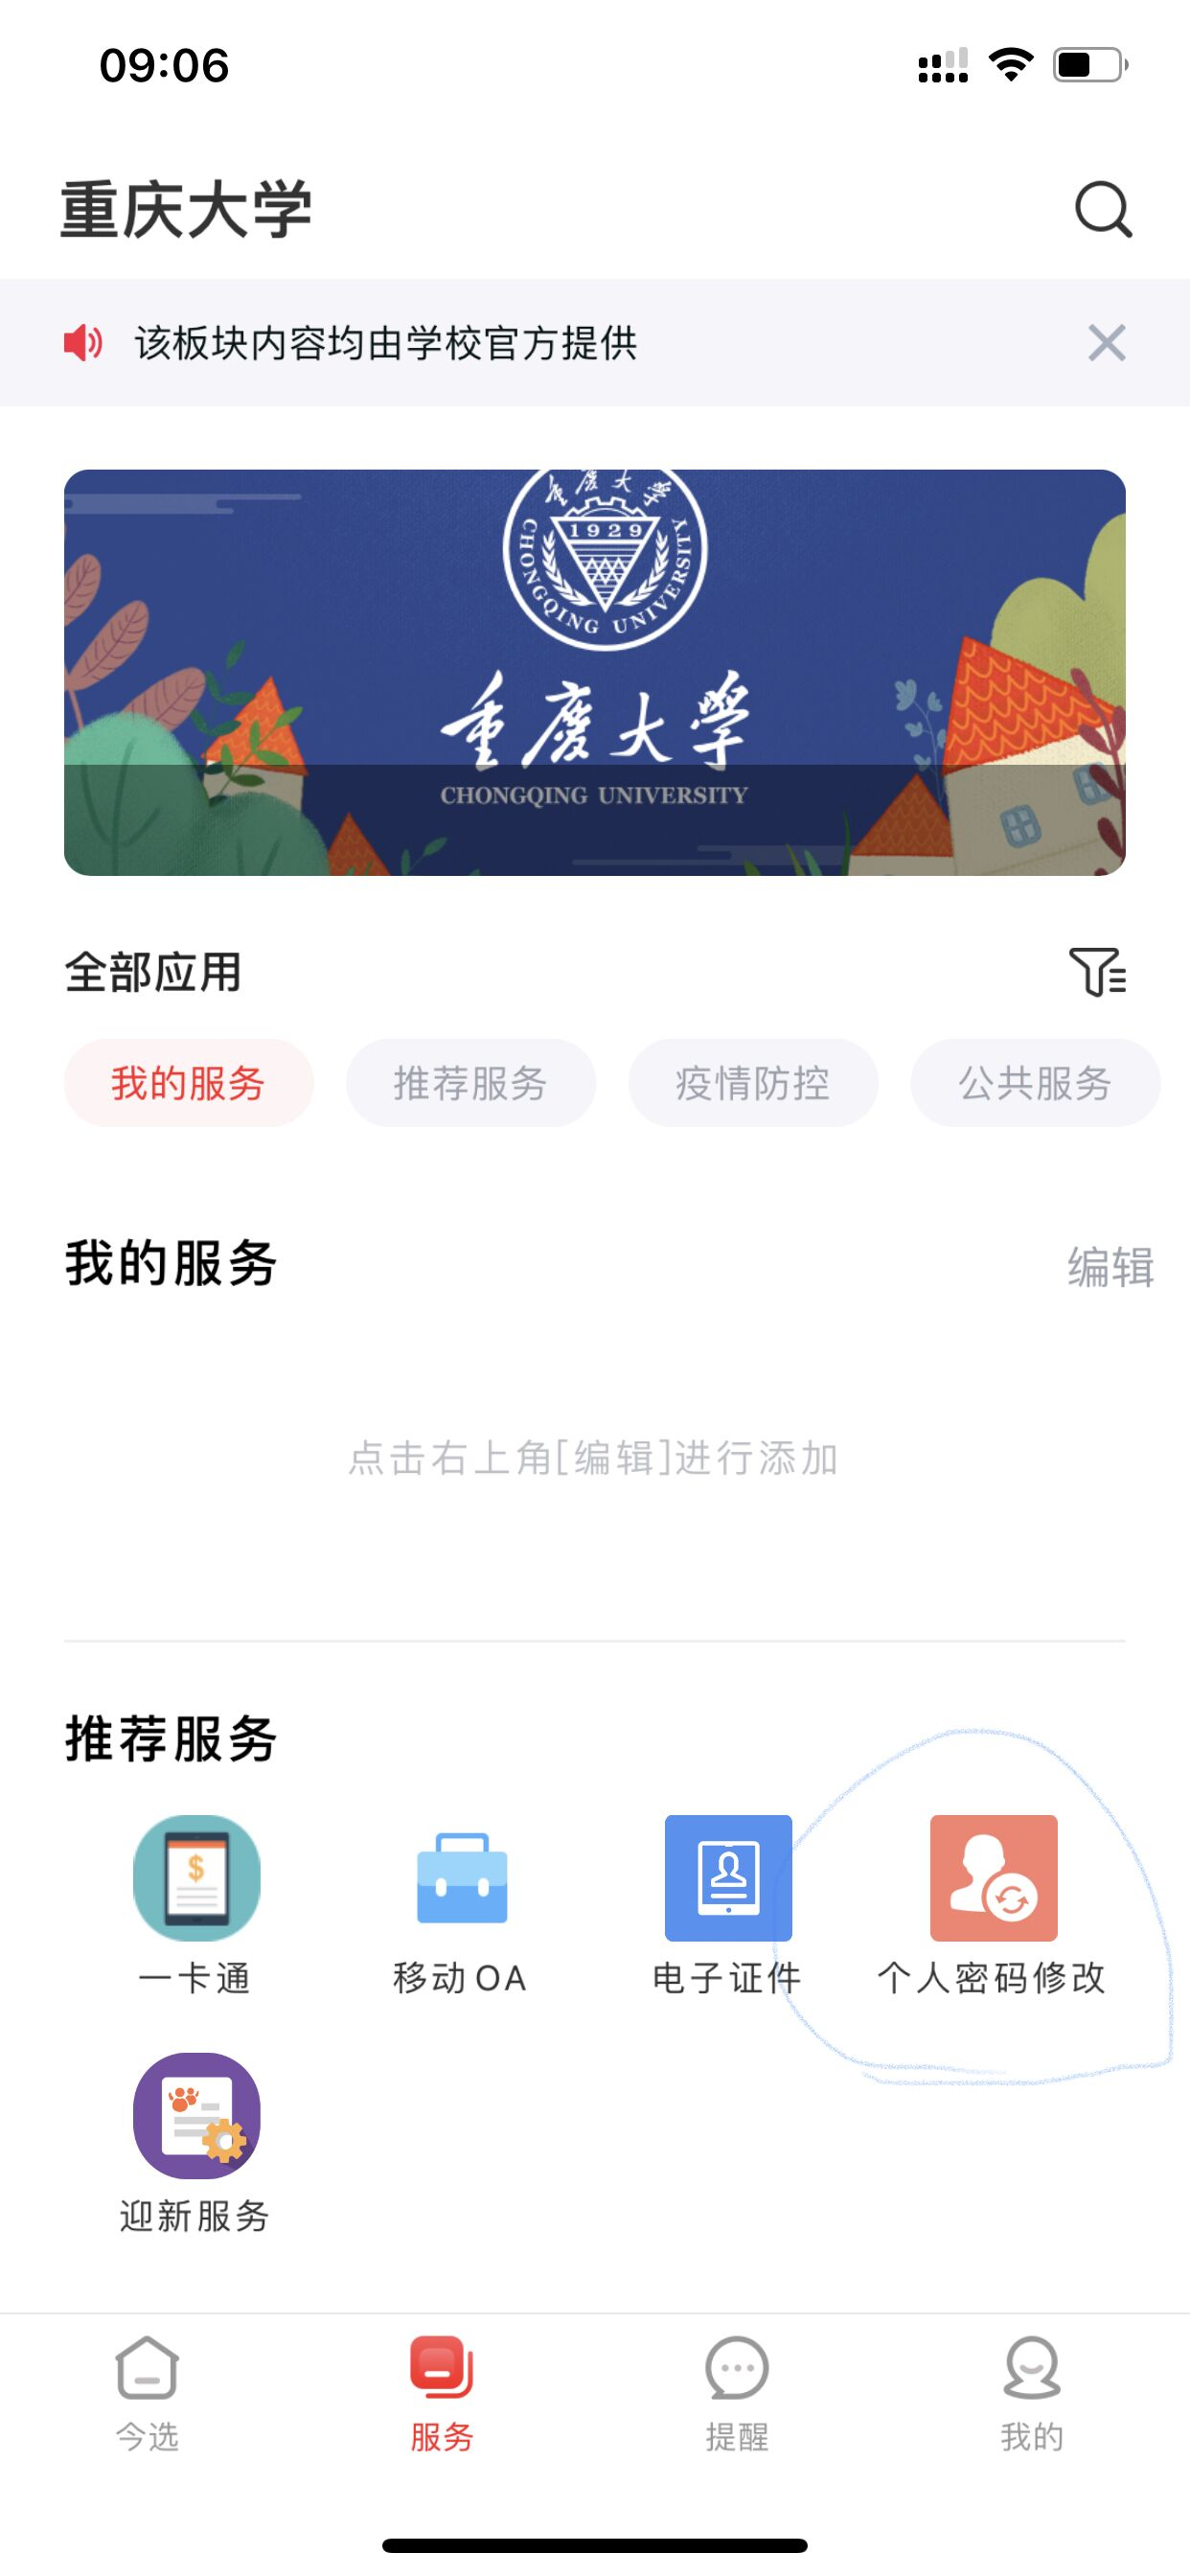 09:06
重庆大学
该板块内容均由学校官方提供
重庆大学
1929
CHONGQING UNIVERSITY
重慶大學
CHONGQING UNIVERSITY
全部应用
我的服务 推荐服务 疫情防控 公共服务
我的服务 编辑
点击右上角[编辑]进行添加
推荐服务
$
一卡通 移动OA 电子证件 个人密码修改
迎新服务
今选 服务 提醒 我的